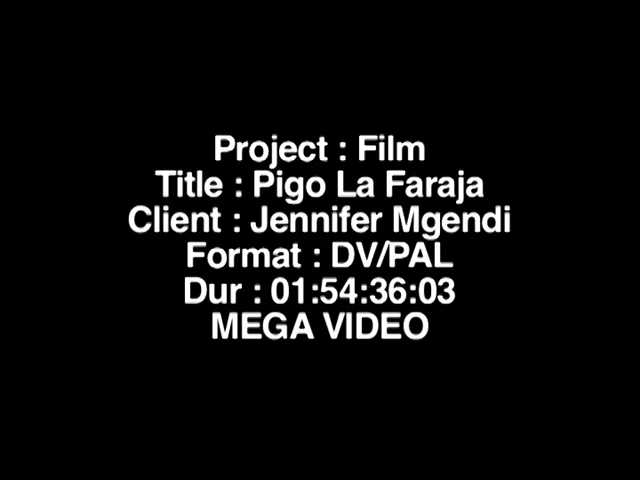 Project : Film
Title : Pigo La Faraja
Client : Jennifer Mgendi
Format : DV/PAL
Dur : 01:54:36:03
MEGA VIDEO